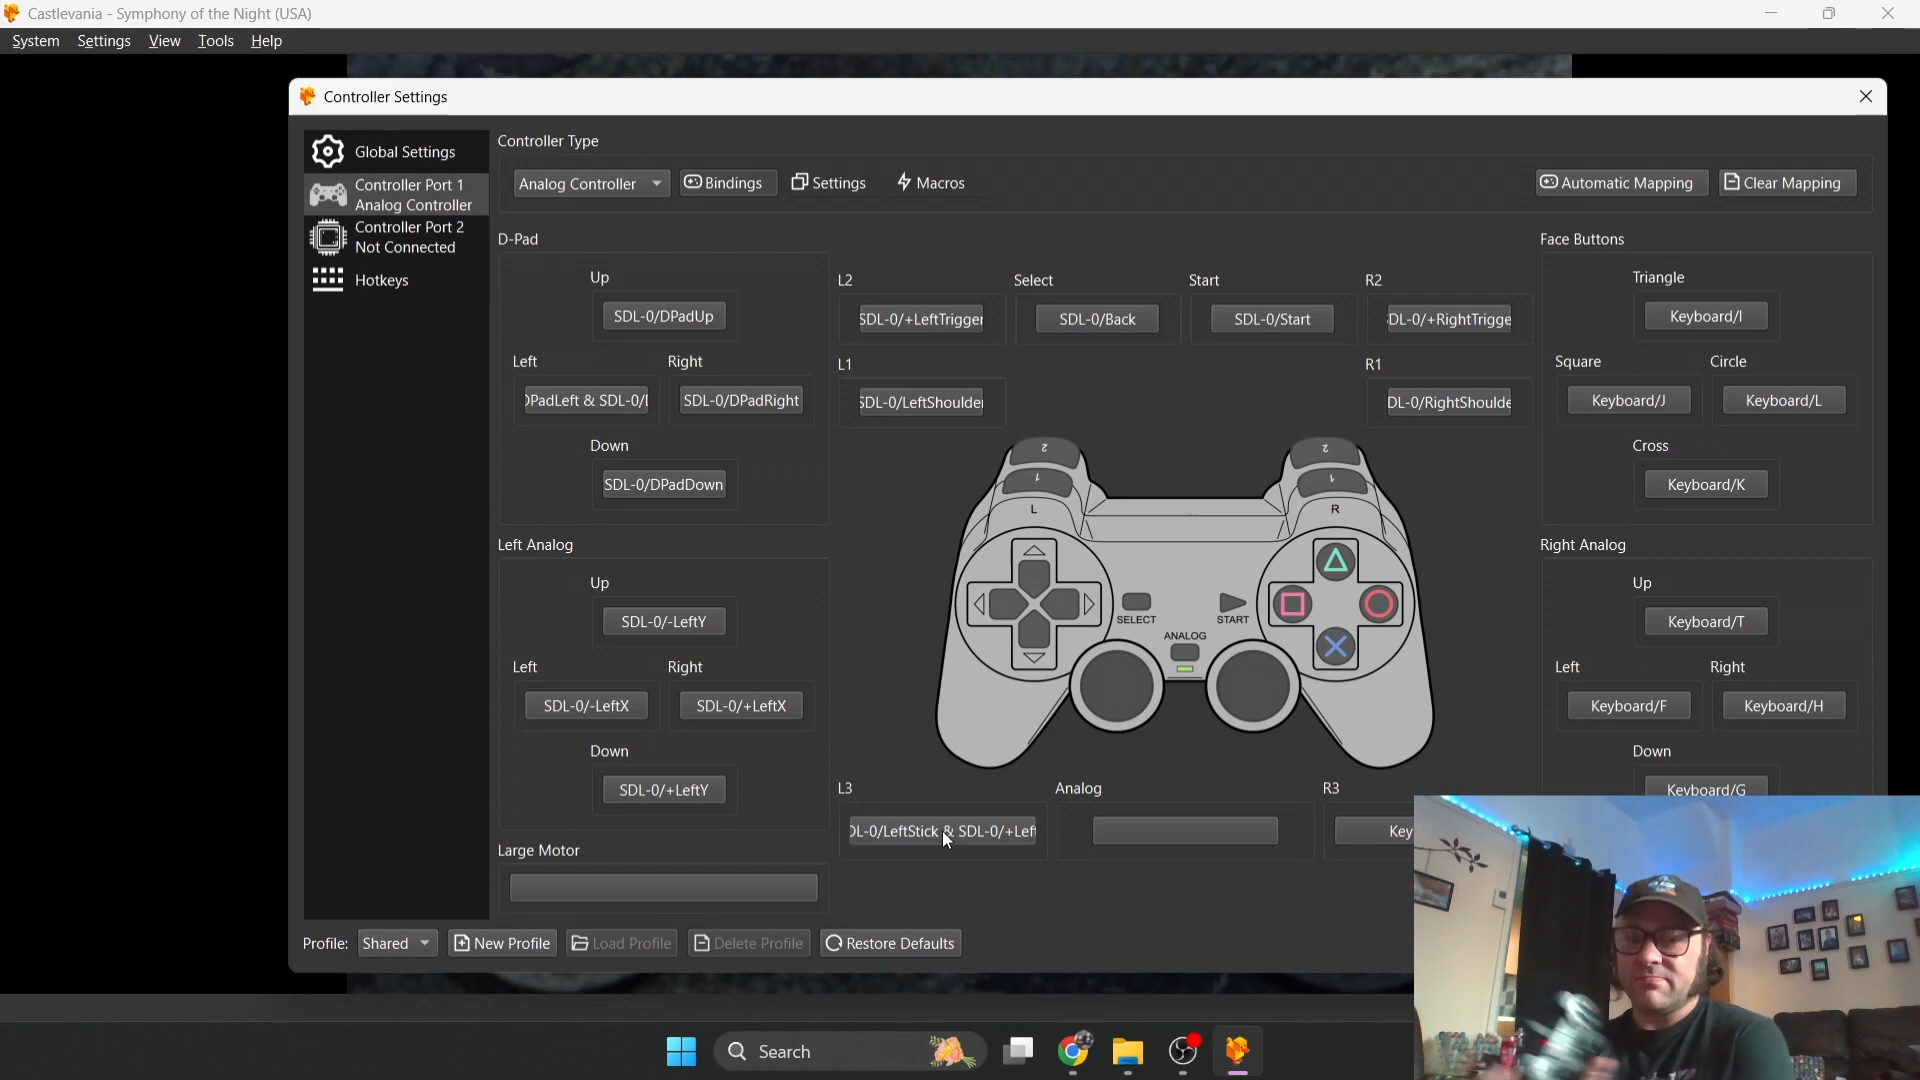 Castlevania - Symphony of the Night (USA)
System Settings View Tools Help
Controller Settings
Global Settings
Controller Port 1
Analog Controller
Controller Port 2
Not Connected
Hotkeys
Controller Type
Analog Controller Bindings Settings Macros Automatic Mapping Clear Mapping
D-Pad
Up
SDL-0/DPadUp
Left Right
DPadLeft & SDL-0/ SDL-0/DPadRight
Down
SDL-0/DPadDown
L2 Select Start R2
SDL-0/+LeftTrigger SDL-0/Back SDL-0/Start DL-0/+RightTrigge
L1 R1
SDL-0/LeftShoulder DL-0/RightShoulde
Face Buttons
Triangle
Keyboard/I
Square Circle
Keyboard/J Keyboard/L
Cross
Keyboard/K
2 2
1 1
L R
SELECT START
ANALOG
Left Analog
Up
SDL-0/-LeftY
Left Right
SDL-0/-LeftX SDL-0/+LeftX
Down
SDL-0/+LeftY
Right Analog
Up
Keyboard/T
Left Right
Keyboard/F Keyboard/H
Down
Keyboard/G
L3 Analog R3
DL-0/LeftStick & SDL-0/+Left Key
Large Motor
Profile: Shared New Profile Load Profile Delete Profile Restore Defaults
Search